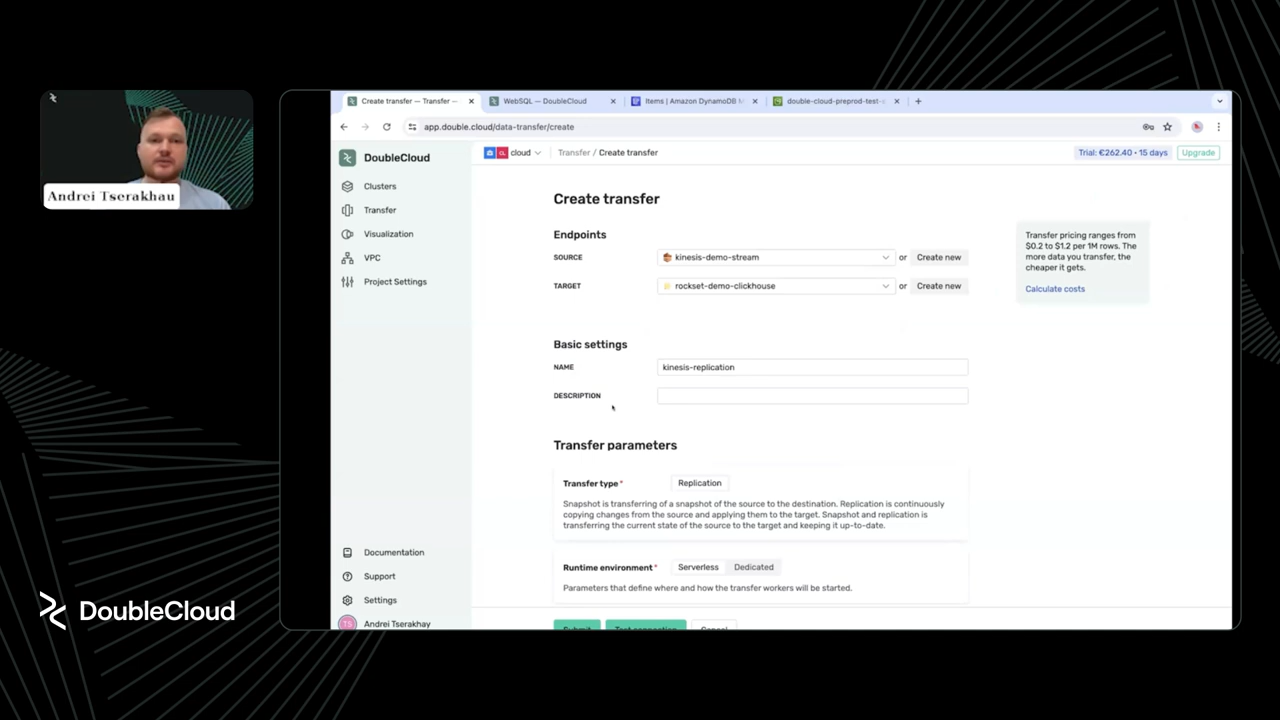 Andrei Tserakhau
DoubleCloud
Create transfer — Transfer —
WebSQL — DoubleCloud
Items | Amazon DynamoDB M
double-cloud-preprod-test-c
app.double.cloud/data-transfer/create
DoubleCloud
Clusters
Transfer
Visualization
VPC
Project Settings
Documentation
Support
Settings
Andrei Tserakhay
cloud
Transfer / Create transfer
Trial: €262.40 • 15 days
Upgrade
Create transfer
Endpoints
SOURCE kinesis-demo-stream or Create new
TARGET rockset-demo-clickhouse or Create new
Transfer pricing ranges from
$0.2 to $1.2 per 1M rows. The
more data you transfer, the
cheaper it gets.
Calculate costs
Basic settings
NAME kinesis-replication
DESCRIPTION
Transfer parameters
Transfer type* Replication
Snapshot is transferring of a snapshot of the source to the destination. Replication is continuously
copying changes from the source and applying them to the target. Snapshot and replication is
transferring the current state of the source to the target and keeping it up-to-date.
Runtime environment* Serverless Dedicated
Parameters that define where and how the transfer workers will be started.
Submit Test connection Cancel